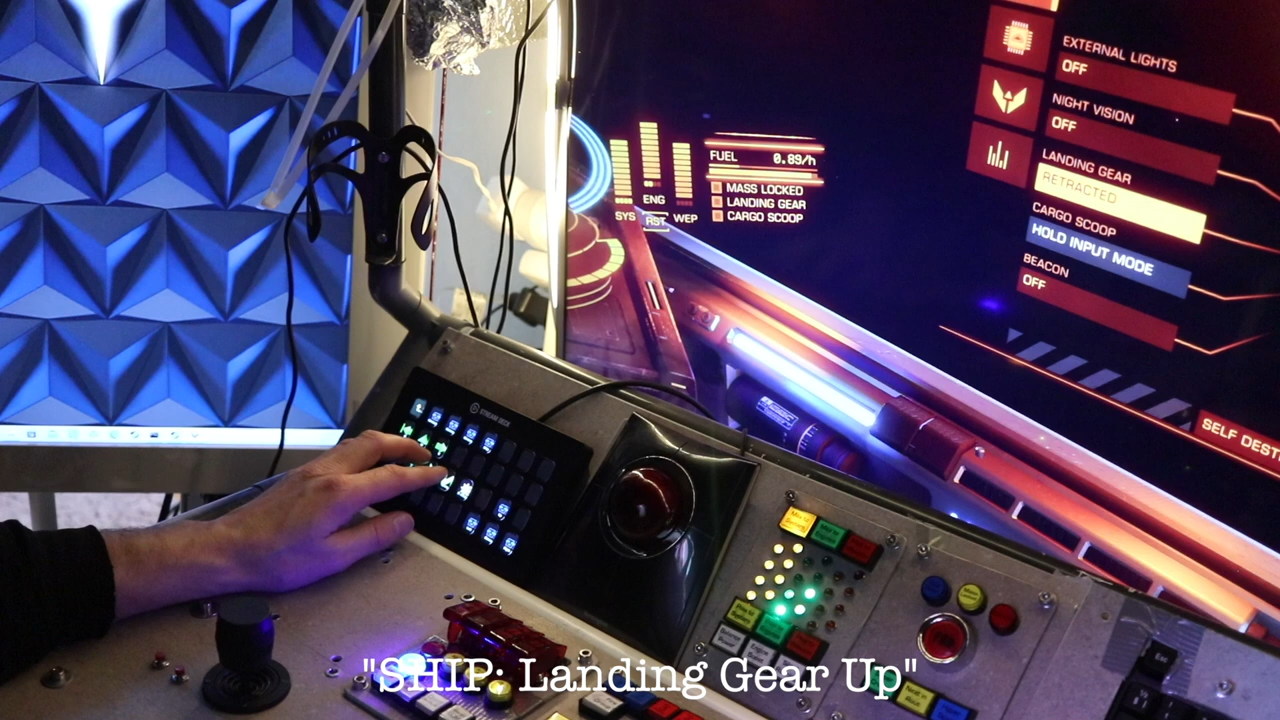 EXTERNAL LIGHTS
OFF
NIGHT VISION
OFF
LANDING GEAR
RETRACTED
CARGO SCOOP
HOLD INPUT MODE
BEACON
OFF
SELF DEST
FUEL 0.89/h
MASS LOCKED
LANDING GEAR
CARGO SCOOP
SYS ENG WEP
RST
STREAM DECK
Esc
"SHIP: Landing Gear Up"